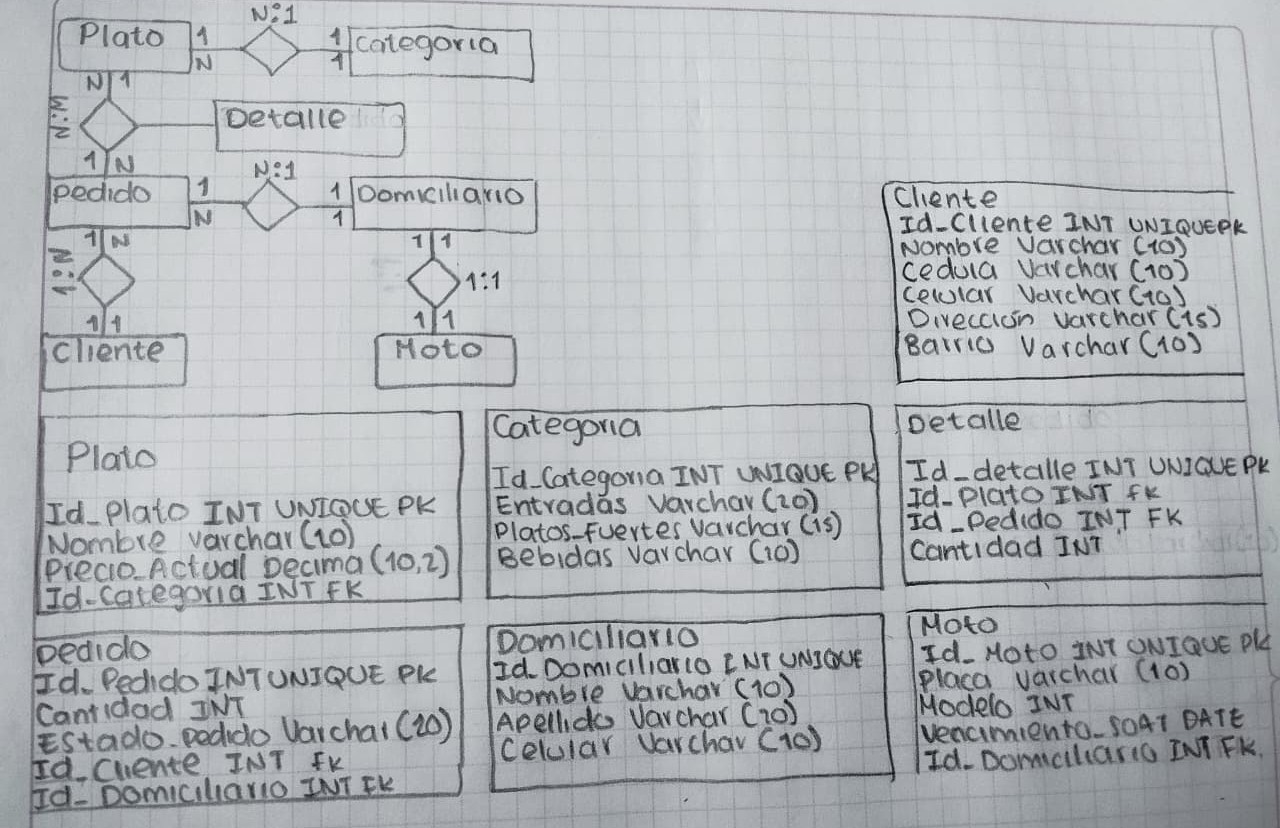 N:1
Plato 1 1 Categoria
N 1
N 1
N:M
Detalle
1 N
N:1
Pedido 1 1 Domiciliario
N 1
1 N 1 1
N:1
1:1
1 1 1 1
Cliente Moto
Cliente
Id_Cliente INT UNIQUE PK
Nombre Varchar (10)
Cedula Varchar (10)
Celular Varchar (10)
Dirección varchar (15)
Barrio Varchar (10)
Plato
Id_Plato INT UNIQUE PK
Nombre varchar (10)
Precio_Actual Decima (10,2)
Id_Categoria INT FK
Categoria
Id_Categoria INT UNIQUE PK
Entradas Varchar (20)
Platos_Fuertes Varchar (15)
Bebidas Varchar (10)
Detalle
Id_detalle INT UNIQUE PK
Id_Plato INT fk
Id_Pedido INT FK
Cantidad INT
Pedido
Id_Pedido INT UNIQUE PK
Cantidad INT
Estado_pedido Varchar (20)
Id_Cliente INT fk
Id_Domiciliario INT FK
Domiciliario
Id_Domiciliario INT UNIQUE
Nombre Varchar (10)
Apellido Varchar (20)
Celular Varchar (10)
Moto
Id_Moto INT UNIQUE PK
Placa Varchar (10)
Modelo INT
Vencimiento_SOAT DATE
Id_Domiciliario INT FK.